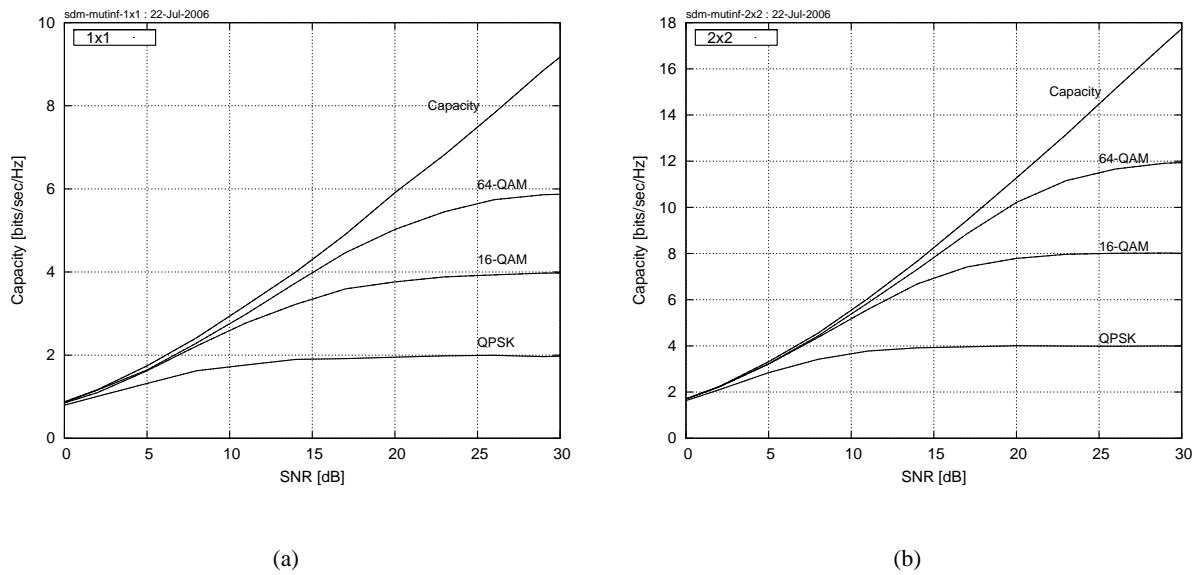 sdm-mutinf-1x1 : 22-Jul-2006
1x1
10
8
6
4
2
0
Capacity [bits/sec/Hz]
Capacity
64-QAM
16-QAM
QPSK
0 5 10 15 20 25 30
SNR [dB]
(a)
sdm-mutinf-2x2 : 22-Jul-2006
2x2
18
16
14
12
10
8
6
4
2
0
Capacity [bits/sec/Hz]
Capacity
64-QAM
16-QAM
QPSK
0 5 10 15 20 25 30
SNR [dB]
(b)